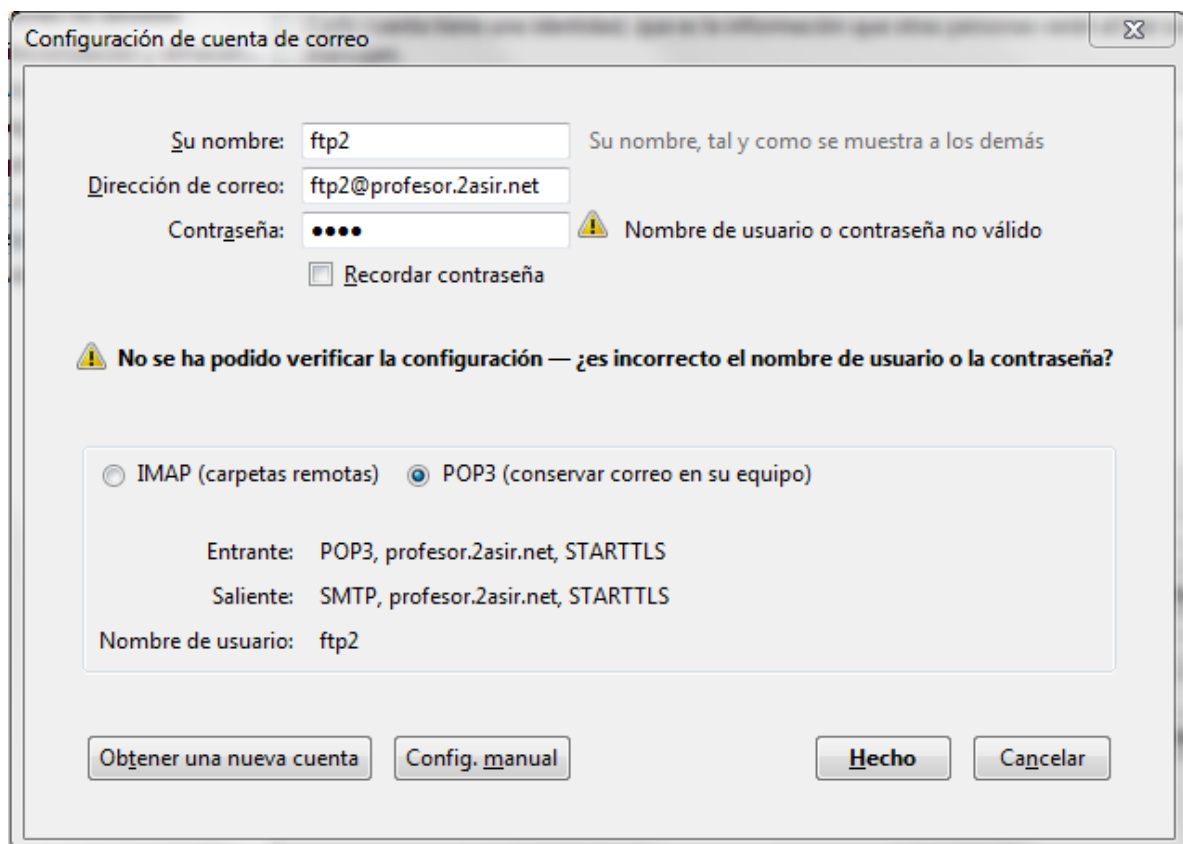 Configuración de cuenta de correo
Su nombre: ftp2 Su nombre, tal y como se muestra a los demás
Dirección de correo: ftp2@profesor.2asir.net
Contraseña: •••• Nombre de usuario o contraseña no válido
Recordar contraseña
No se ha podido verificar la configuración — ¿es incorrecto el nombre de usuario o la contraseña?
IMAP (carpetas remotas) POP3 (conservar correo en su equipo)
Entrante: POP3, profesor.2asir.net, STARTTLS
Saliente: SMTP, profesor.2asir.net, STARTTLS
Nombre de usuario: ftp2
Obtener una nueva cuenta Config. manual Hecho Cancelar